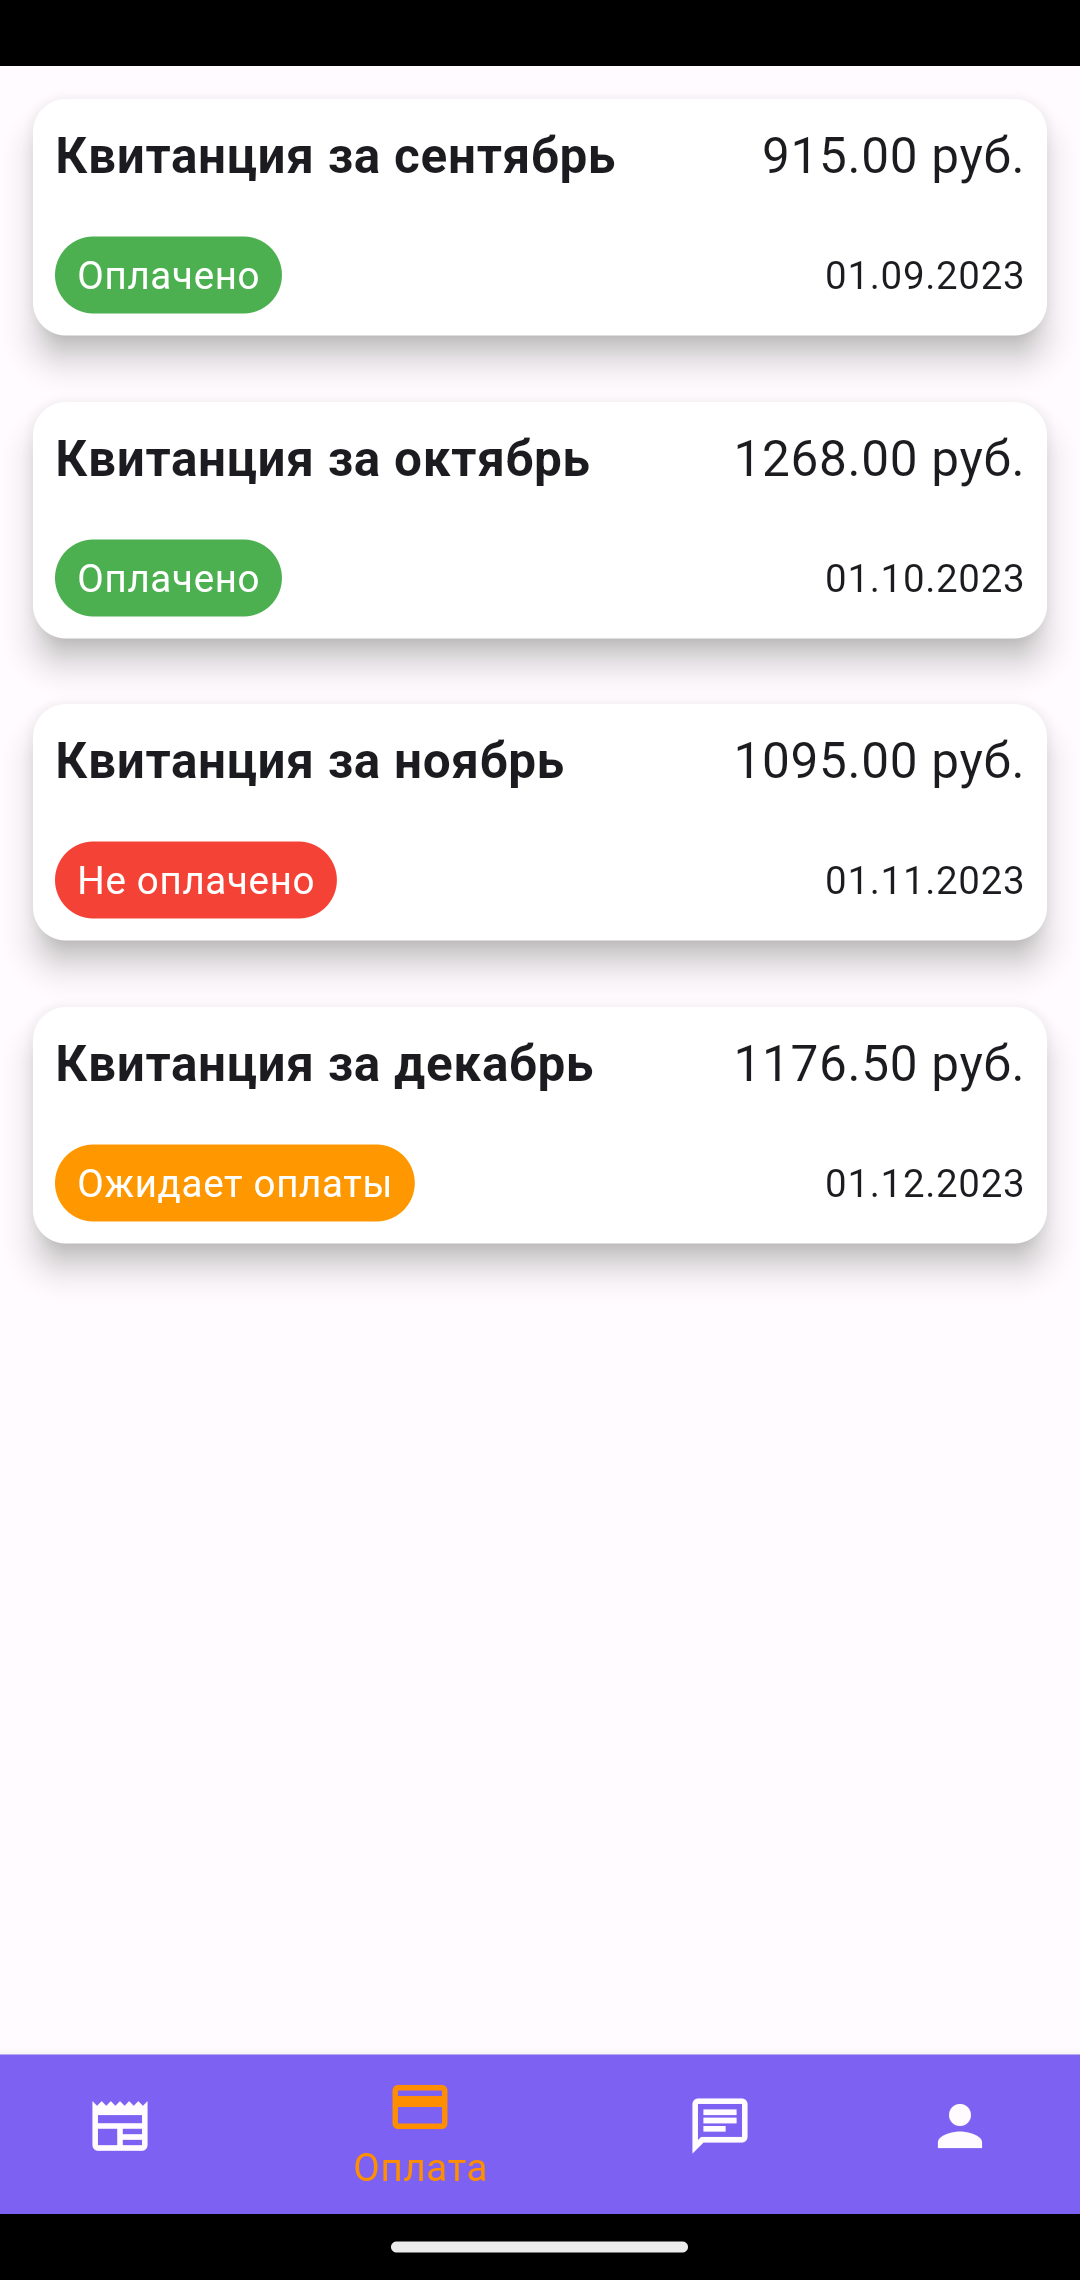 Квитанция за сентябрь 915.00 руб.
Оплачено 01.09.2023
Квитанция за октябрь 1268.00 руб.
Оплачено 01.10.2023
Квитанция за ноябрь 1095.00 руб.
Не оплачено 01.11.2023
Квитанция за декабрь 1176.50 руб.
Ожидает оплаты 01.12.2023
Оплата